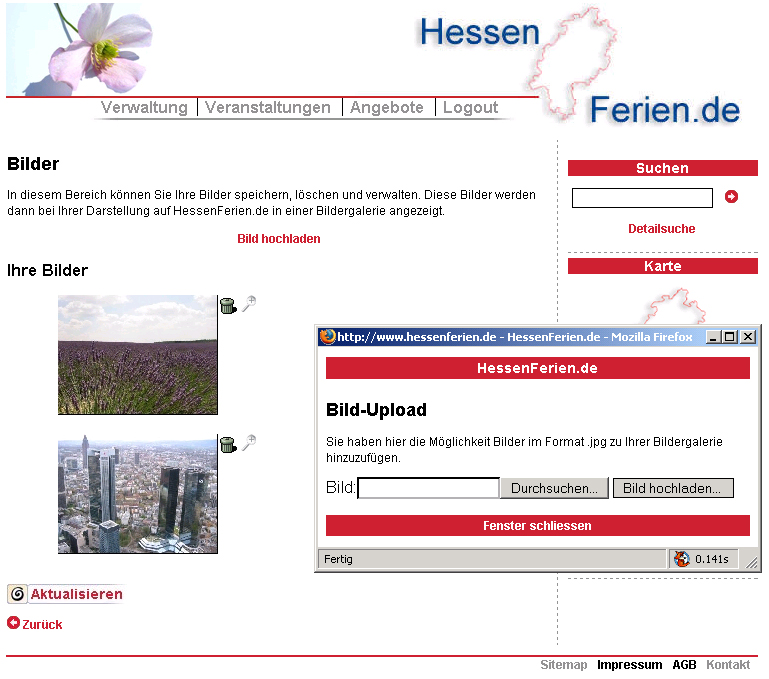 Hessen
Ferien.de
Verwaltung Veranstaltungen Angebote Logout
Bilder
In diesem Bereich können Sie Ihre Bilder speichern, löschen und verwalten. Diese Bilder werden
dann bei Ihrer Darstellung auf HessenFerien.de in einer Bildergalerie angezeigt.
Bild hochladen
Ihre Bilder
Aktualisieren
Zurück
Suchen
Detailsuche
Karte
http://www.hessenferien.de - HessenFerien.de - Mozilla Firefox
HessenFerien.de
Bild-Upload
Sie haben hier die Möglichkeit Bilder im Format .jpg zu Ihrer Bildergalerie
hinzuzufügen.
Bild: Durchsuchen... Bild hochladen...
Fenster schliessen
Fertig 0.141s
Sitemap Impressum AGB Kontakt